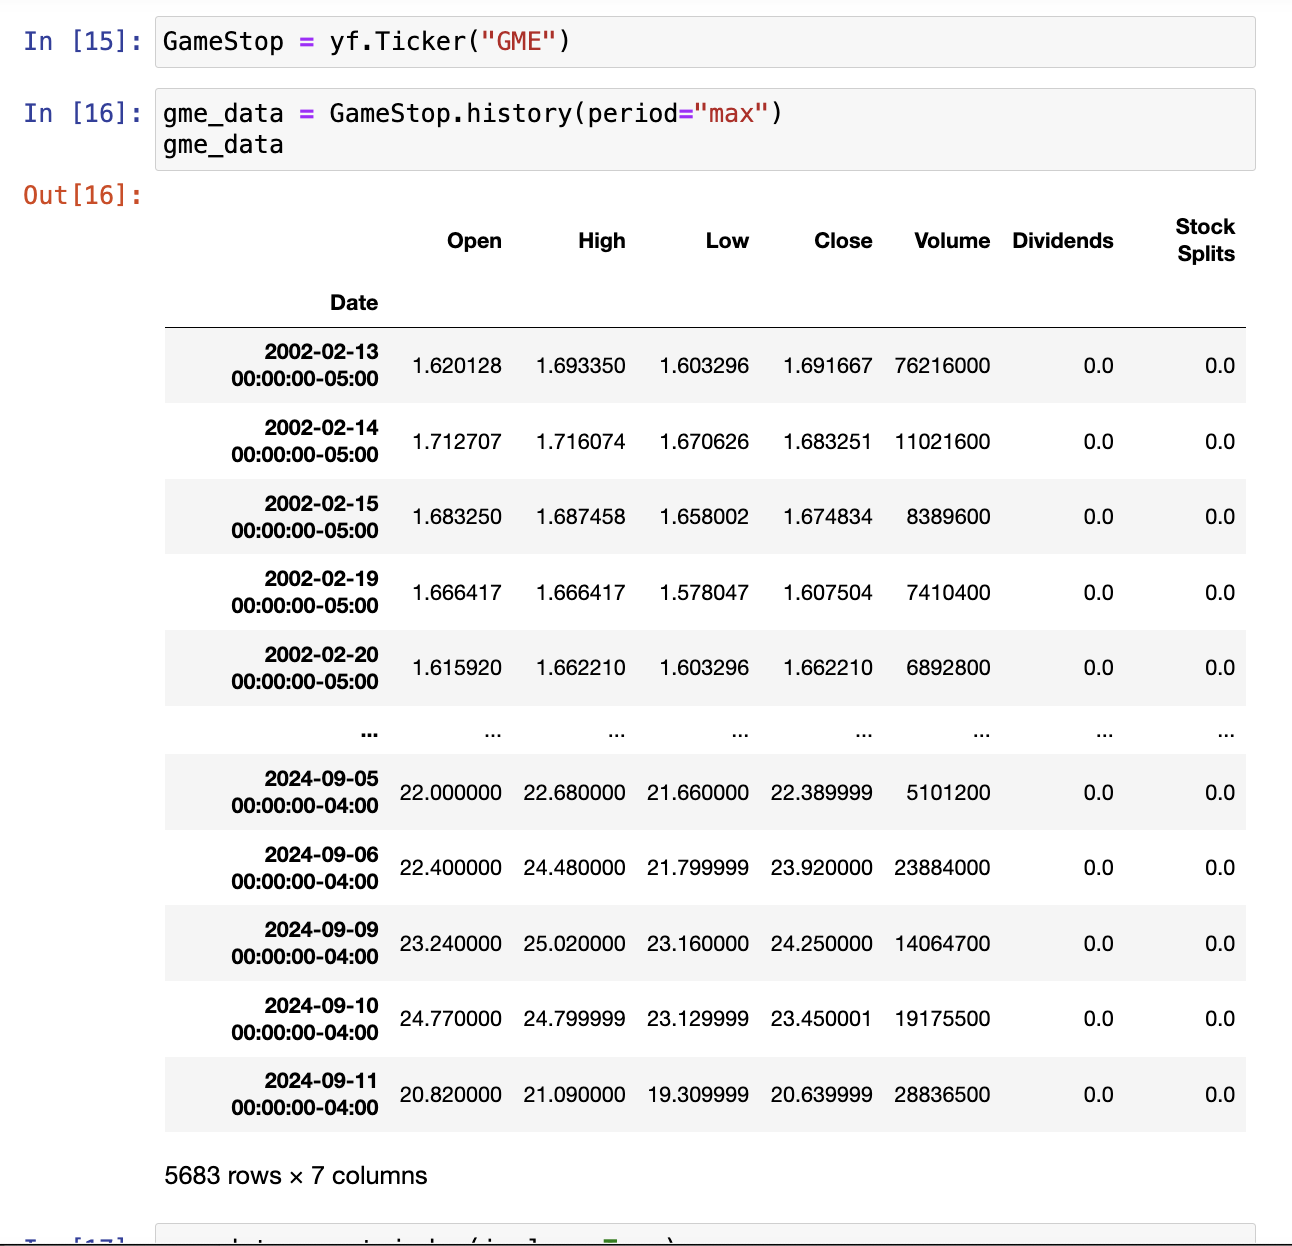 In [15]: GameStop = yf.Ticker("GME")
In [16]: gme_data = GameStop.history(period="max")
gme_data
Out[16]:
Open High Low Close Volume Dividends Stock Splits
Date
2002-02-13 00:00:00-05:00 1.620128 1.693350 1.603296 1.691667 76216000 0.0 0.0
2002-02-14 00:00:00-05:00 1.712707 1.716074 1.670626 1.683251 11021600 0.0 0.0
2002-02-15 00:00:00-05:00 1.683250 1.687458 1.658002 1.674834 8389600 0.0 0.0
2002-02-19 00:00:00-05:00 1.666417 1.666417 1.578047 1.607504 7410400 0.0 0.0
2002-02-20 00:00:00-05:00 1.615920 1.662210 1.603296 1.662210 6892800 0.0 0.0
... ... ... ... ... ... ... ...
2024-09-05 00:00:00-04:00 22.000000 22.680000 21.660000 22.389999 5101200 0.0 0.0
2024-09-06 00:00:00-04:00 22.400000 24.480000 21.799999 23.920000 23884000 0.0 0.0
2024-09-09 00:00:00-04:00 23.240000 25.020000 23.160000 24.250000 14064700 0.0 0.0
2024-09-10 00:00:00-04:00 24.770000 24.799999 23.129999 23.450001 19175500 0.0 0.0
2024-09-11 00:00:00-04:00 20.820000 21.090000 19.309999 20.639999 28836500 0.0 0.0
5683 rows × 7 columns